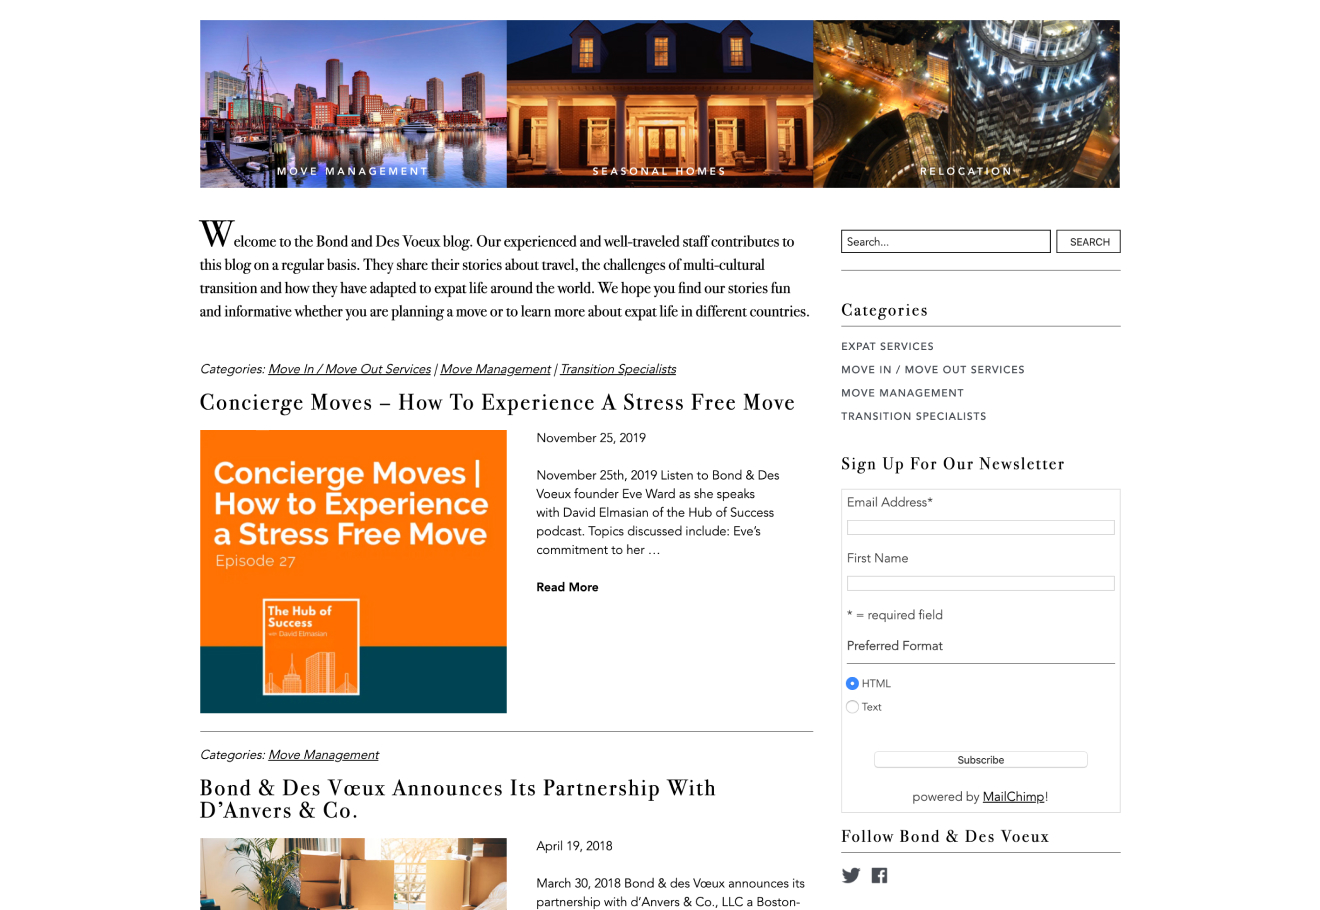 MOVE MANAGEMENT
SEASONAL HOMES
RELOCATION
Welcome to the Bond and Des Voeux blog. Our experienced and well-traveled staff contributes to
this blog on a regular basis. They share their stories about travel, the challenges of multi-cultural
transition and how they have adapted to expat life around the world. We hope you find our stories fun
and informative whether you are planning a move or to learn more about expat life in different countries.
Categories: Move In / Move Out Services | Move Management | Transition Specialists
Concierge Moves – How To Experience A Stress Free Move
Concierge Moves |
How to Experience
a Stress Free Move
Episode 27
The Hub of
Success
with David Elmasian
November 25, 2019
November 25th, 2019 Listen to Bond & Des
Voeux founder Eve Ward as she speaks
with David Elmasian of the Hub of Success
podcast. Topics discussed include: Eve’s
commitment to her …
Read More
Categories: Move Management
Bond & Des Vœux Announces Its Partnership With
D’Anvers & Co.
April 19, 2018
March 30, 2018 Bond & des Vœux announces its
partnership with d’Anvers & Co., LLC a Boston-
Search...
SEARCH
Categories
EXPAT SERVICES
MOVE IN / MOVE OUT SERVICES
MOVE MANAGEMENT
TRANSITION SPECIALISTS
Sign Up For Our Newsletter
Email Address*
First Name
* = required field
Preferred Format
HTML
Text
Subscribe
powered by MailChimp!
Follow Bond & Des Voeux